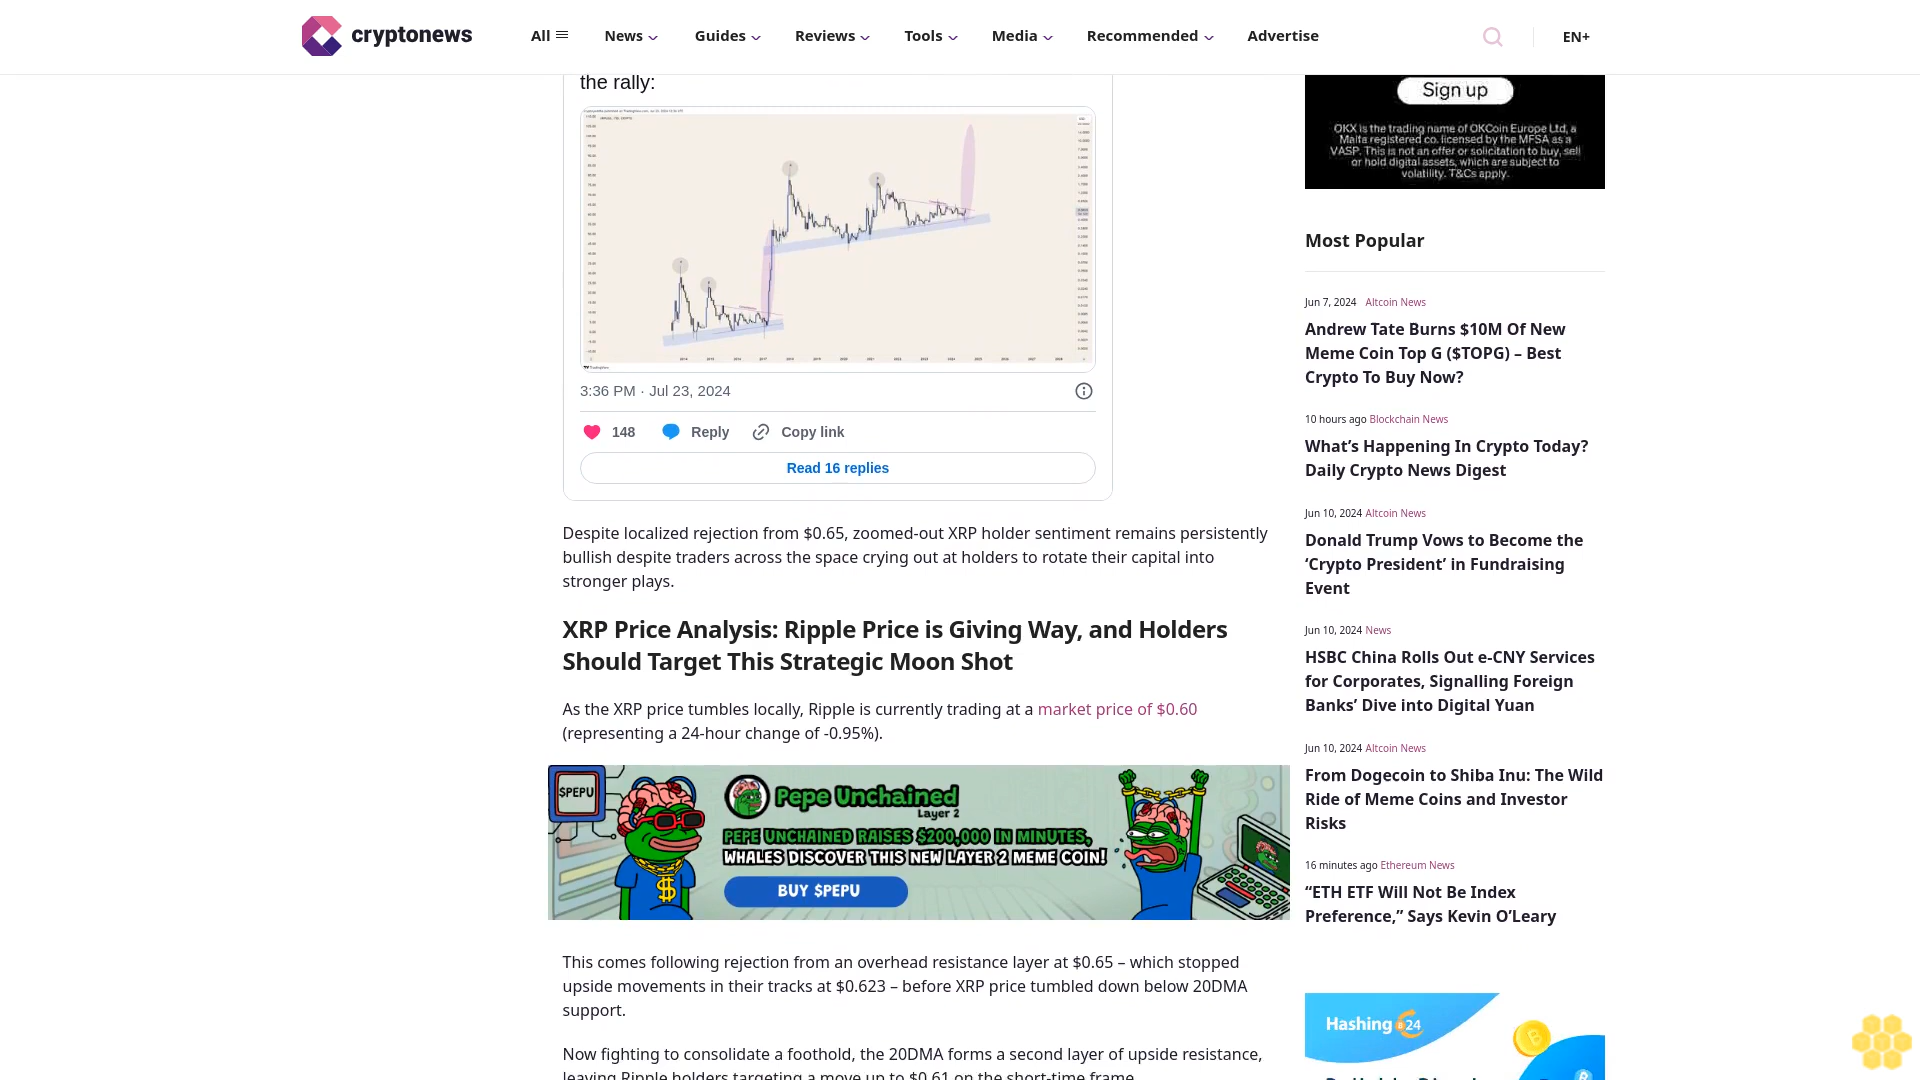 cryptonews
All
News
Guides
Reviews
Tools
Media
Recommended
Advertise
EN+
the rally:
3:36 PM · Jul 23, 2024
148
Reply
Copy link
Read 16 replies
Despite localized rejection from $0.65, zoomed-out XRP holder sentiment remains persistently
bullish despite traders across the space crying out at holders to rotate their capital into
stronger plays.
XRP Price Analysis: Ripple Price is Giving Way, and Holders
Should Target This Strategic Moon Shot
As the XRP price tumbles locally, Ripple is currently trading at a market price of $0.60
(representing a 24-hour change of -0.95%).
$PEPU
Pepe Unchained
Layer 2
PEPE UNCHAINED RAISES $200,000 IN MINUTES,
WHALES DISCOVER THIS NEW LAYER 2 MEME COIN!
BUY $PEPU
This comes following rejection from an overhead resistance layer at $0.65 – which stopped
upside movements in their tracks at $0.623 – before XRP price tumbled down below 20DMA
support.
Now fighting to consolidate a foothold, the 20DMA forms a second layer of upside resistance,
leaving Ripple holders targeting a move up to $0.61 on the short-time frame.
Sign up
OKX is the trading name of OKCoin Europe Ltd, a
Malta registered co. licensed by the MFSA as a
VASP. This is not an offer or solicitation to buy, sell
or hold digital assets, which are subject to
volatility. T&Cs apply.
Most Popular
Jun 7, 2024 Altcoin News
Andrew Tate Burns $10M Of New
Meme Coin Top G ($TOPG) – Best
Crypto To Buy Now?
10 hours ago Blockchain News
What’s Happening In Crypto Today?
Daily Crypto News Digest
Jun 10, 2024 Altcoin News
Donald Trump Vows to Become the
‘Crypto President’ in Fundraising
Event
Jun 10, 2024 News
HSBC China Rolls Out e-CNY Services
for Corporates, Signalling Foreign
Banks’ Dive into Digital Yuan
Jun 10, 2024 Altcoin News
From Dogecoin to Shiba Inu: The Wild
Ride of Meme Coins and Investor
Risks
16 minutes ago Ethereum News
“ETH ETF Will Not Be Index
Preference,” Says Kevin O’Leary
Hashing 24